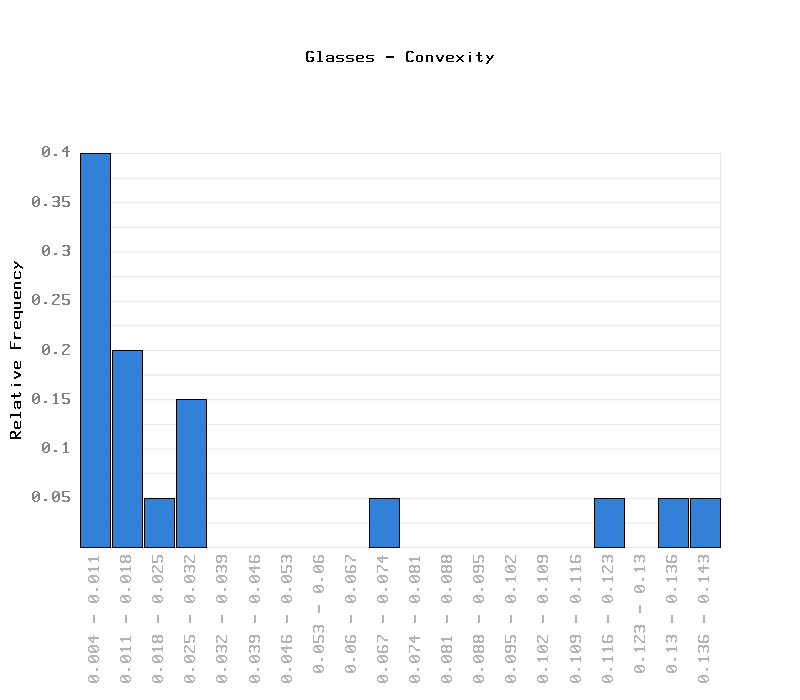 Glasses - Convexity
Relative Frequency
0.4
0.35
0.3
0.25
0.2
0.15
0.1
0.05
0.004 - 0.011
0.011 - 0.018
0.018 - 0.025
0.025 - 0.032
0.032 - 0.039
0.039 - 0.046
0.046 - 0.053
0.053 - 0.06
0.06 - 0.067
0.067 - 0.074
0.074 - 0.081
0.081 - 0.088
0.088 - 0.095
0.095 - 0.102
0.102 - 0.109
0.109 - 0.116
0.116 - 0.123
0.123 - 0.13
0.13 - 0.136
0.136 - 0.143